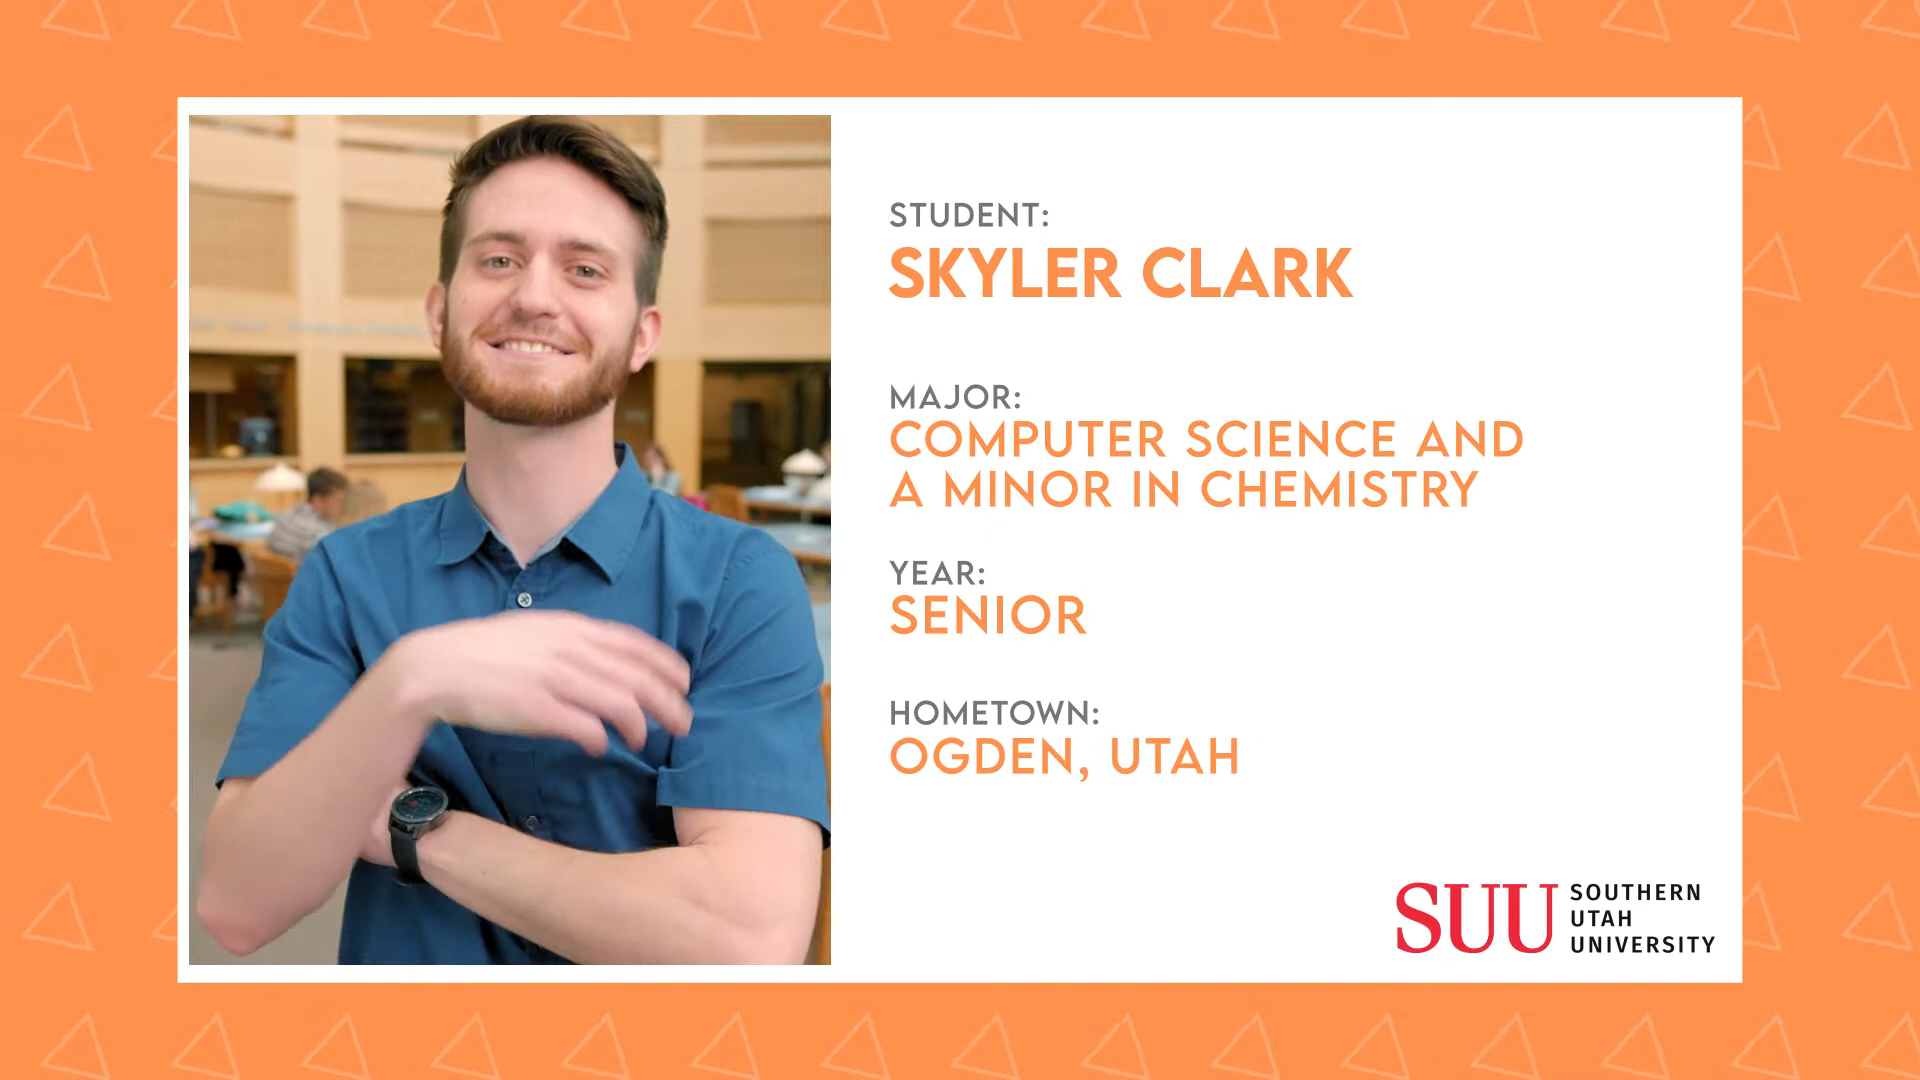 STUDENT:
SKYLER CLARK
MAJOR:
COMPUTER SCIENCE AND
A MINOR IN CHEMISTRY
YEAR:
SENIOR
HOMETOWN:
OGDEN, UTAH
SUU
SOUTHERN
UTAH
UNIVERSITY